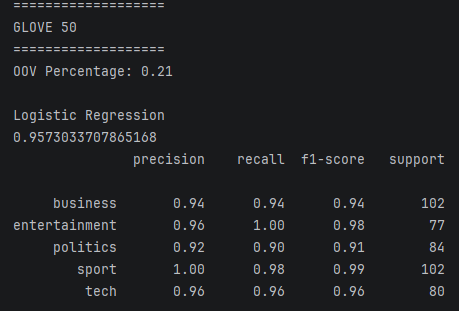 ===================
GLOVE 50
===================
OOV Percentage: 0.21
Logistic Regression
0.9573033707865168
precision recall f1-score support
business 0.94 0.94 0.94 102
entertainment 0.96 1.00 0.98 77
politics 0.92 0.90 0.91 84
sport 1.00 0.98 0.99 102
tech 0.96 0.96 0.96 80